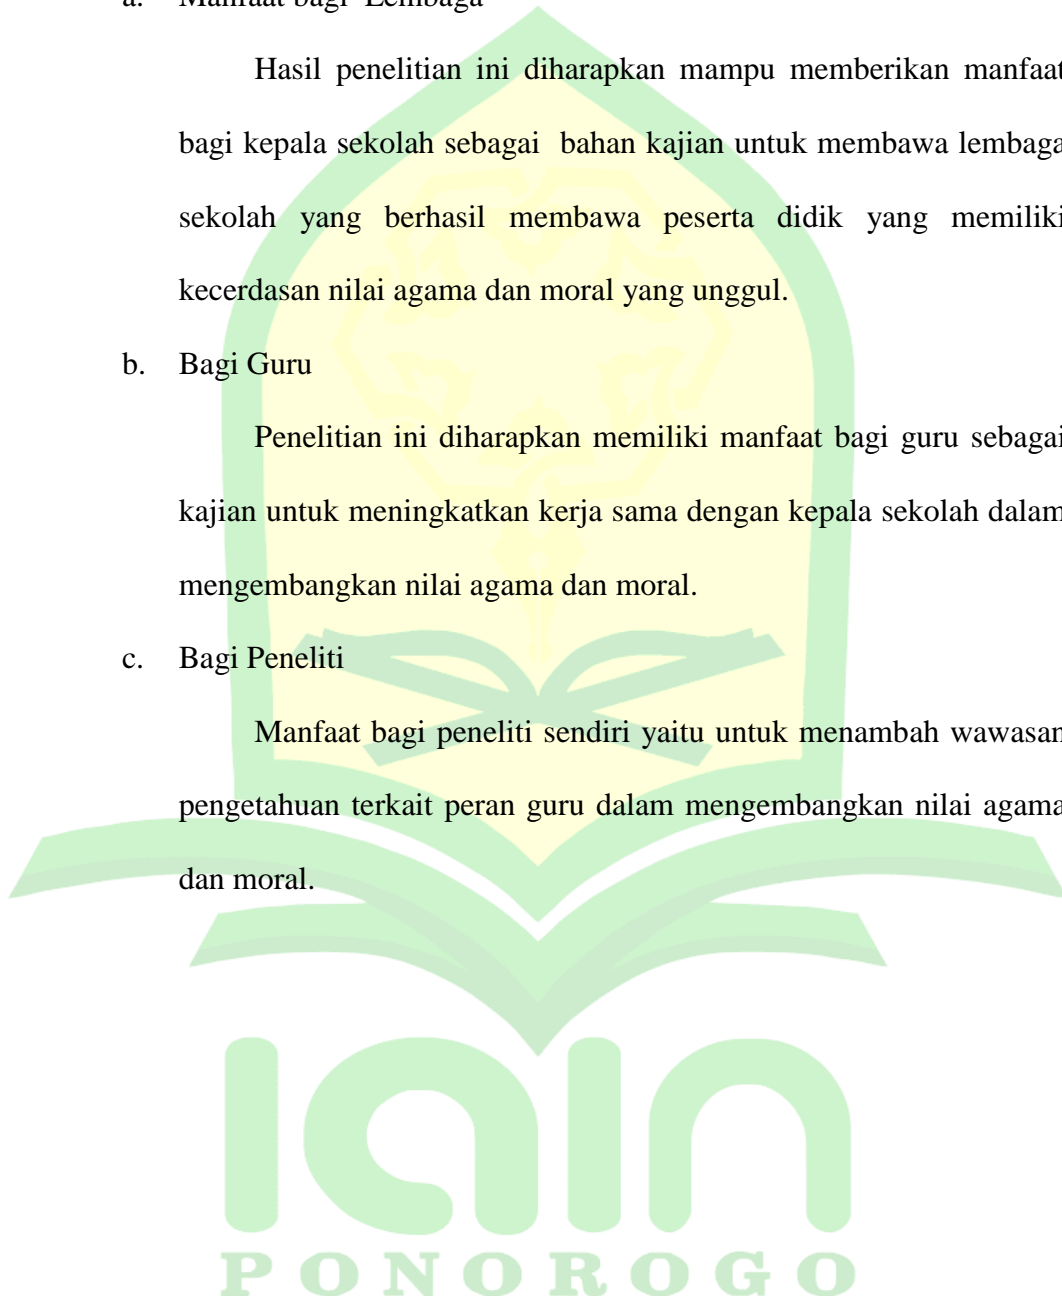 a. Manfaat bagi Lembaga
Hasil penelitian ini diharapkan mampu memberikan manfaat
bagi kepala sekolah sebagai bahan kajian untuk membawa lembaga
sekolah yang berhasil membawa peserta didik yang memiliki
kecerdasan nilai agama dan moral yang unggul.
b. Bagi Guru
Penelitian ini diharapkan memiliki manfaat bagi guru sebagai
kajian untuk meningkatkan kerja sama dengan kepala sekolah dalam
mengembangkan nilai agama dan moral.
c. Bagi Peneliti
Manfaat bagi peneliti sendiri yaitu untuk menambah wawasan
pengetahuan terkait peran guru dalam mengembangkan nilai agama
dan moral.
iain
PONOROGO